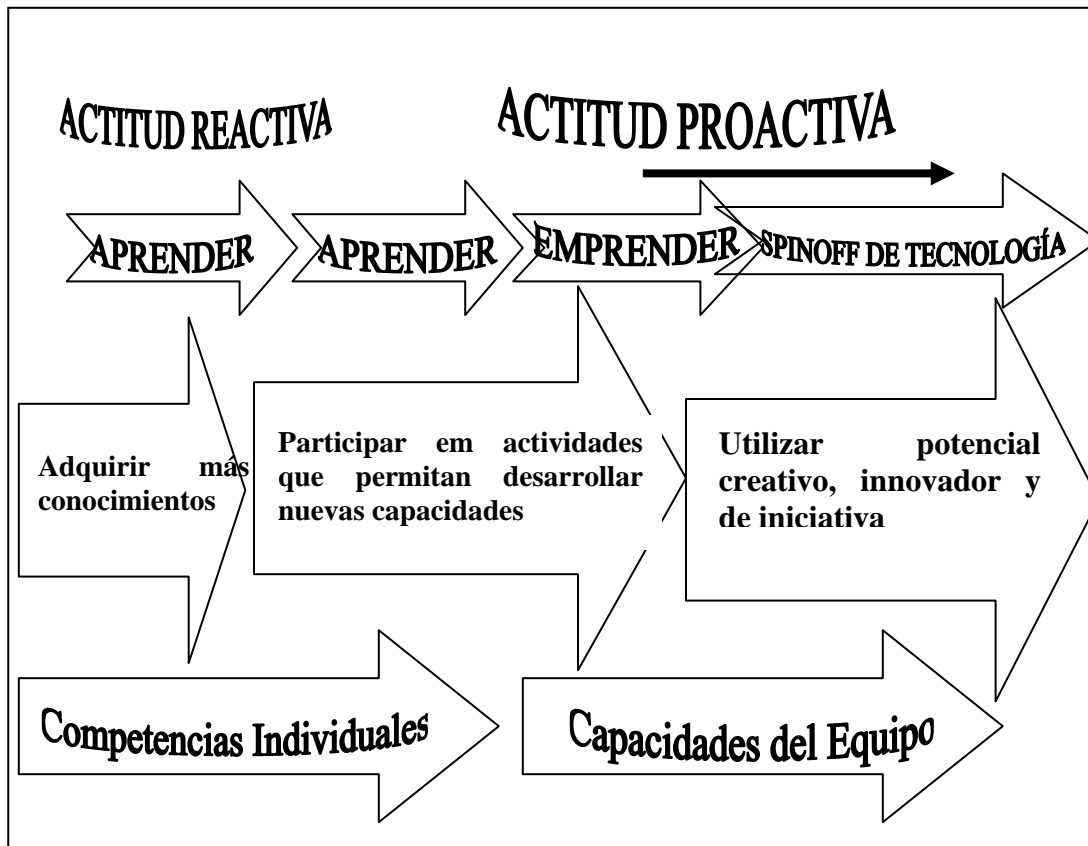 ACTITUD REACTIVA
ACTITUD PROACTIVA
APRENDER
APRENDER
EMPRENDER
SPINOFF DE TECNOLOGÍA
Adquirir más
conocimientos
Participar em actividades
que permitan desarrollar
nuevas capacidades
Utilizar potencial
creativo, innovador y
de iniciativa
Competencias Individuales
Capacidades del Equipo